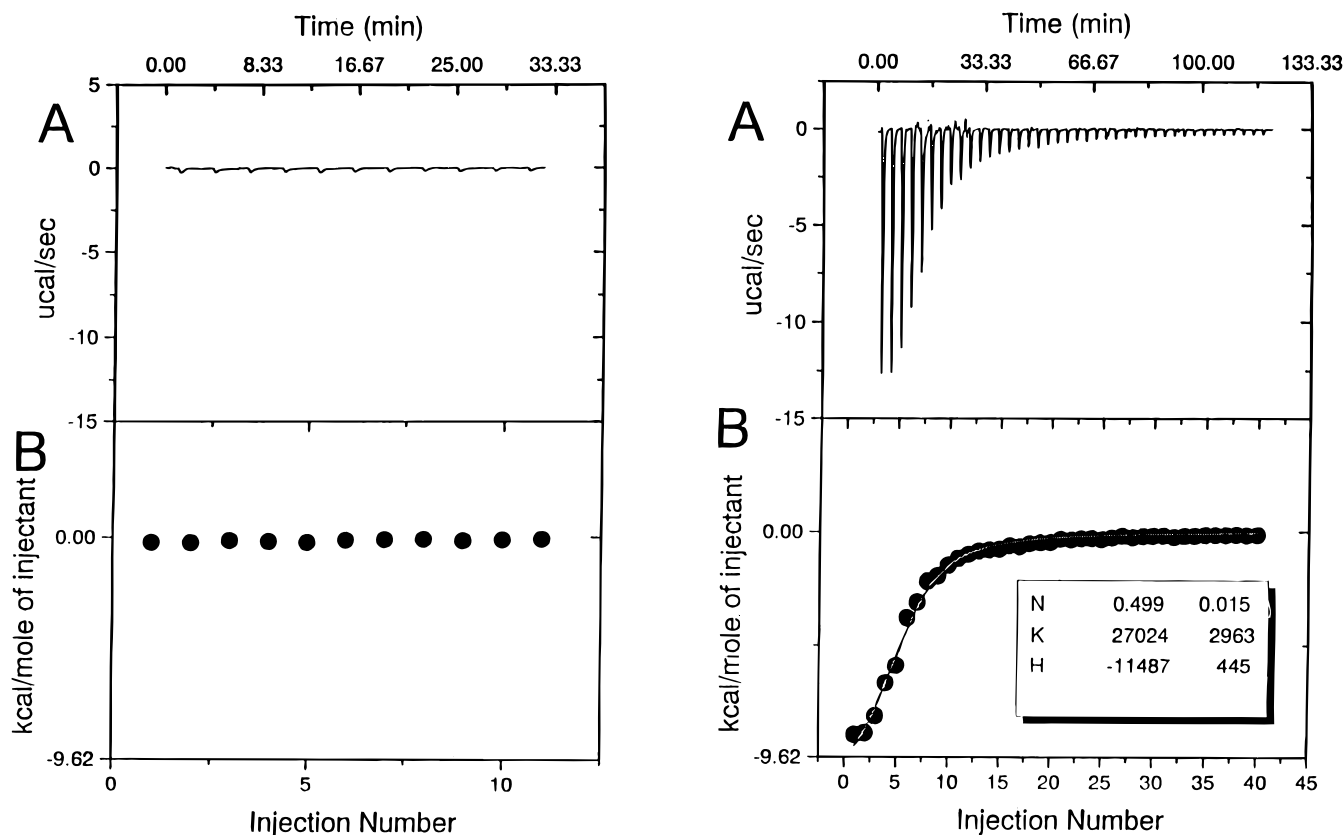 Time (min)
0.00 8.33 16.67 25.00 33.33
A
5
0
-5
-10
-15
ucal/sec
B
0.00
-9.62
kcal/mole of injectant
0 5 10
Injection Number
Time (min)
0.00 33.33 66.67 100.00 133.33
A
0
-5
-10
-15
ucal/sec
B
0.00
-9.62
kcal/mole of injectant
N 0.499 0.015
K 27024 2963
H -11487 445
0 5 10 15 20 25 30 35 40 45
Injection Number